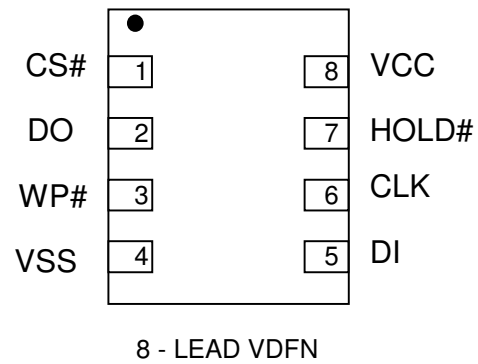 CS# 1 8 VCC
DO 2 7 HOLD#
WP# 3 6 CLK
VSS 4 5 DI
8 - LEAD VDFN